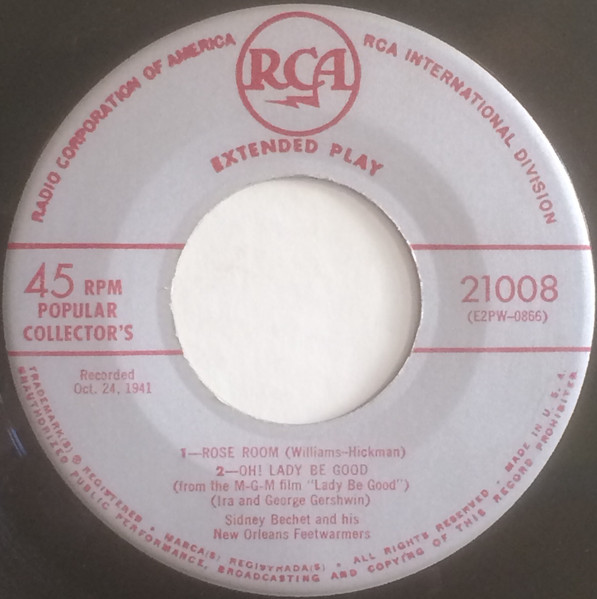 RADIO CORPORATION OF AMERICA
RCA
RCA INTERNATIONAL DIVISION
EXTENDED PLAY
45 RPM
POPULAR
COLLECTOR'S
21008
(E2PW-0866)
Recorded
Oct. 24, 1941
1—ROSE ROOM (Williams-Hickman)
2—OH! LADY BE GOOD
(from the M-G-M film "Lady Be Good")
(Ira and George Gershwin)
Sidney Bechet and his
New Orleans Feetwarmers
TRADEMARK(S) ® REGISTERED • MARCA(S) REGISTRADA(S) • ALL RIGHTS RESERVED • MADE IN U. S. A.
UNAUTHORIZED PUBLIC PERFORMANCE, BROADCASTING AND COPYING OF THIS RECORD PROHIBITED